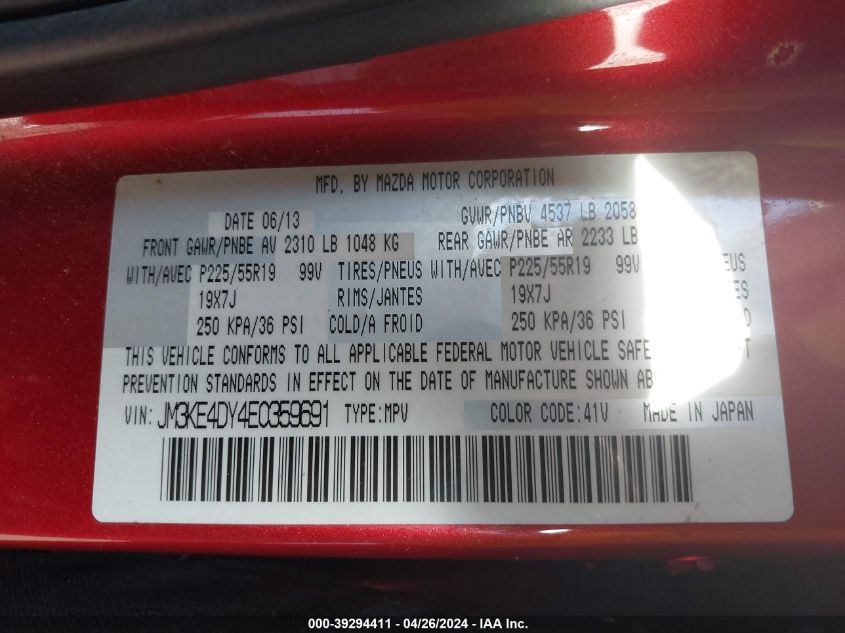 MFD. BY MAZDA MOTOR CORPORATION
DATE 06/13 GVWR/PNBV 4537 LB 2058
FRONT GAWR/PNBE AV 2310 LB 1048 KG REAR GAWR/PNBE AR 2233 LB
WITH/AVEC P225/55R19 99V TIRES/PNEUS WITH/AVEC P225/55R19 99V
19X7J RIMS/JANTES 19X7J
250 KPA/36 PSI COLD/A FROID 250 KPA/36 PSI
THIS VEHICLE CONFORMS TO ALL APPLICABLE FEDERAL MOTOR VEHICLE
PREVENTION STANDARDS IN EFFECT ON THE DATE OF MANUFACTURE SHOWN
VIN: JM3KE4DY4E0359691 TYPE:MPV COLOR CODE:41V MADE IN JAPAN
000-39294411 - 04/26/2024 - IAA Inc.